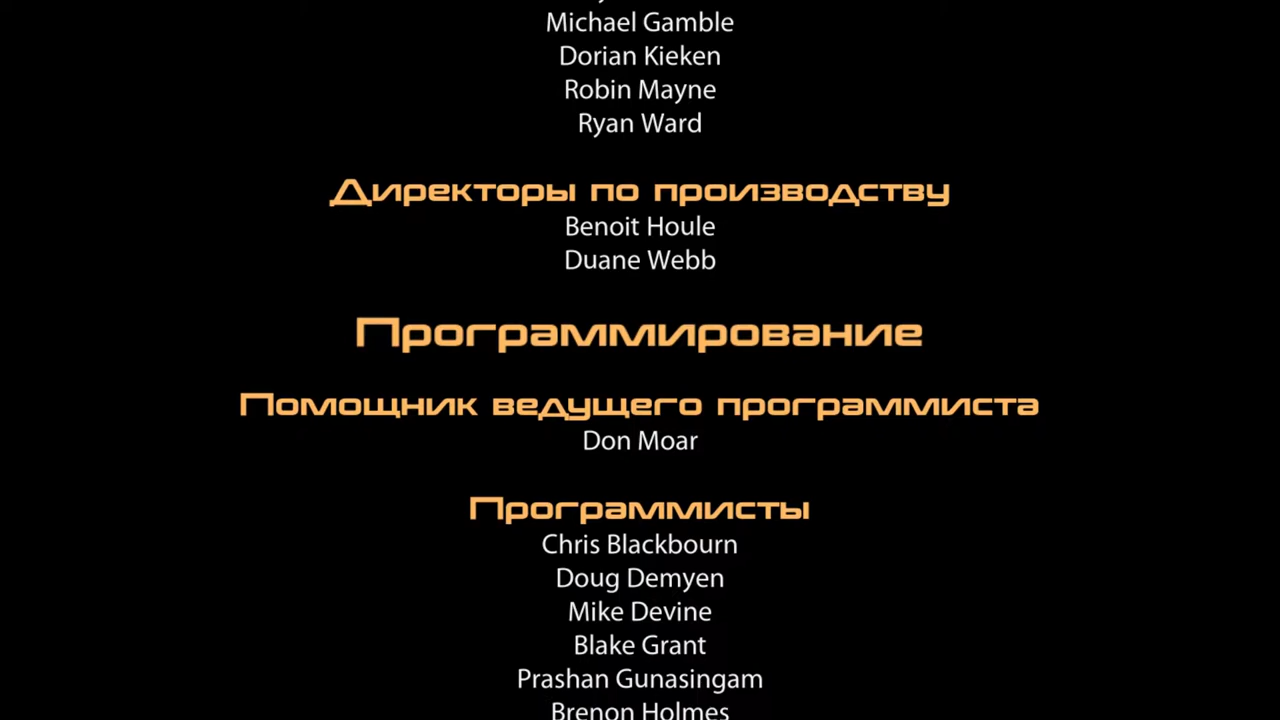 Michael Gamble
Dorian Kieken
Robin Mayne
Ryan Ward
Директоры по производству
Benoit Houle
Duane Webb
Программирование
Помощник ведущего программиста
Don Moar
Программисты
Chris Blackbourn
Doug Demyen
Mike Devine
Blake Grant
Prashan Gunasingam
Brenon Holmes